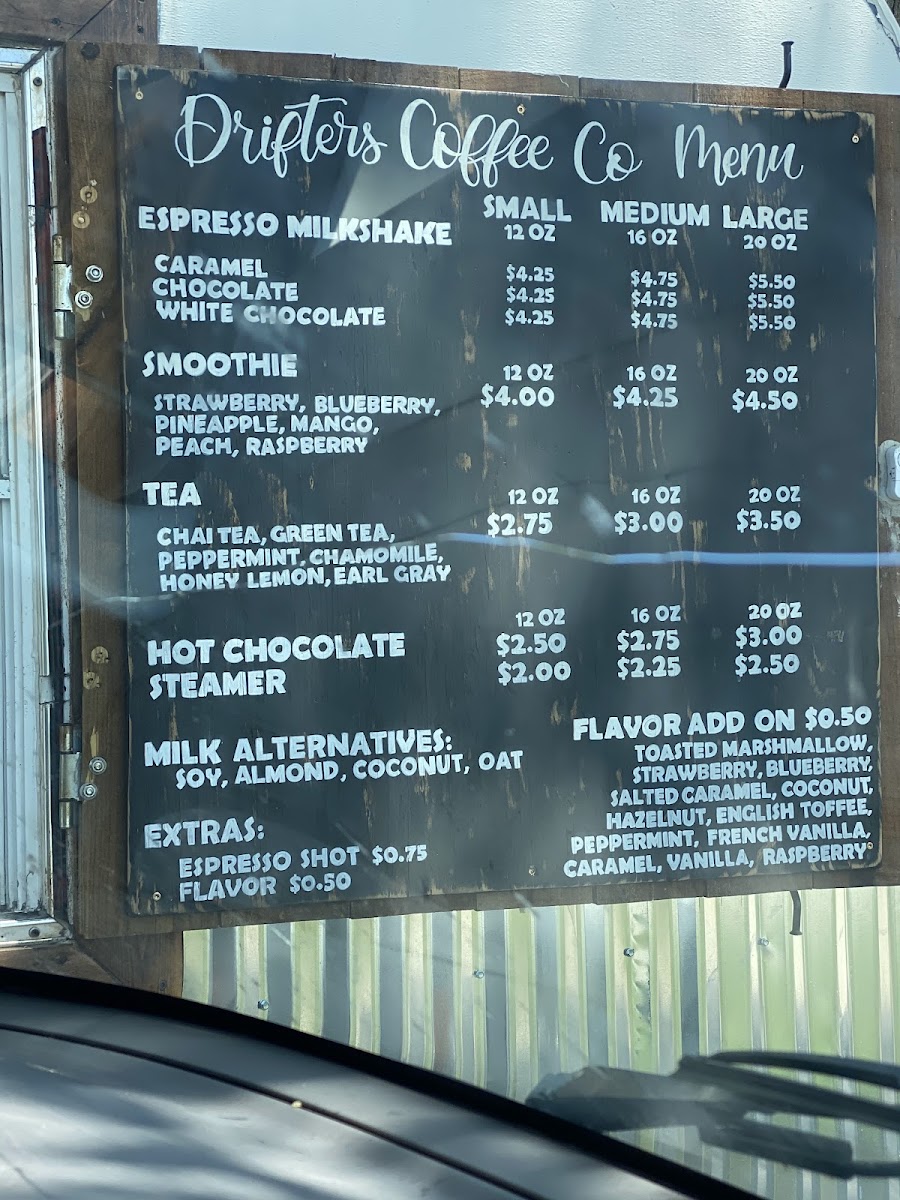 Drifters Coffee Co Menu
SMALL MEDIUM LARGE
ESPRESSO MILKSHAKE 12 OZ 16 OZ 20 OZ
CARAMEL $4.25 $4.75 $5.50
CHOCOLATE $4.25 $4.75 $5.50
WHITE CHOCOLATE $4.25 $4.75 $5.50
SMOOTHIE 12 OZ 16 OZ 20 OZ
$4.00 $4.25 $4.50
STRAWBERRY, BLUEBERRY,
PINEAPPLE, MANGO,
PEACH, RASPBERRY
TEA 12 OZ 16 OZ 20 OZ
$2.75 $3.00 $3.50
CHAI TEA, GREEN TEA,
PEPPERMINT, CHAMOMILE,
HONEY LEMON, EARL GRAY
12 OZ 16 OZ 20 OZ
HOT CHOCOLATE $2.50 $2.75 $3.00
STEAMER $2.00 $2.25 $2.50
MILK ALTERNATIVES:
SOY, ALMOND, COCONUT, OAT
EXTRAS:
ESPRESSO SHOT $0.75
FLAVOR $0.50
FLAVOR ADD ON $0.50
TOASTED MARSHMALLOW,
STRAWBERRY, BLUEBERRY,
SALTED CARAMEL, COCONUT,
HAZELNUT, ENGLISH TOFFEE,
PEPPERMINT, FRENCH VANILLA,
CARAMEL, VANILLA, RASPBERRY